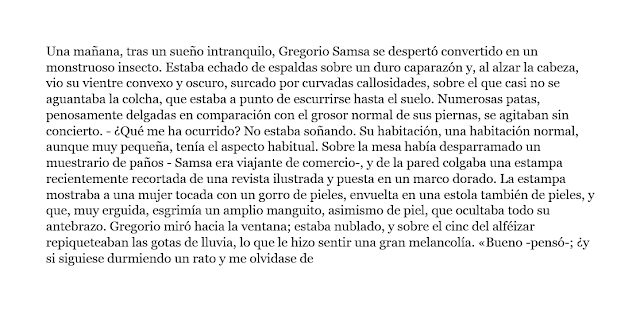 Una mañana, tras un sueño intranquilo, Gregorio Samsa se despertó convertido en un
monstruoso insecto. Estaba echado de espaldas sobre un duro caparazón y, al alzar la cabeza,
vio su vientre convexo y oscuro, surcado por curvadas callosidades, sobre el que casi no se
aguantaba la colcha, que estaba a punto de escurrirse hasta el suelo. Numerosas patas,
penosamente delgadas en comparación con el grosor normal de sus piernas, se agitaban sin
concierto. - ¿Qué me ha ocurrido? No estaba soñando. Su habitación, una habitación normal,
aunque muy pequeña, tenía el aspecto habitual. Sobre la mesa había desparramado un
muestrario de paños - Samsa era viajante de comercio-, y de la pared colgaba una estampa
recientemente recortada de una revista ilustrada y puesta en un marco dorado. La estampa
mostraba a una mujer tocada con un gorro de pieles, envuelta en una estola también de pieles, y
que, muy erguida, esgrimía un amplio manguito, asimismo de piel, que ocultaba todo su
antebrazo. Gregorio miró hacia la ventana; estaba nublado, y sobre el cinc del alféizar
repiqueteaban las gotas de lluvia, lo que le hizo sentir una gran melancolía. «Bueno -pensó-; ¿y
si siguiese durmiendo un rato y me olvidase de